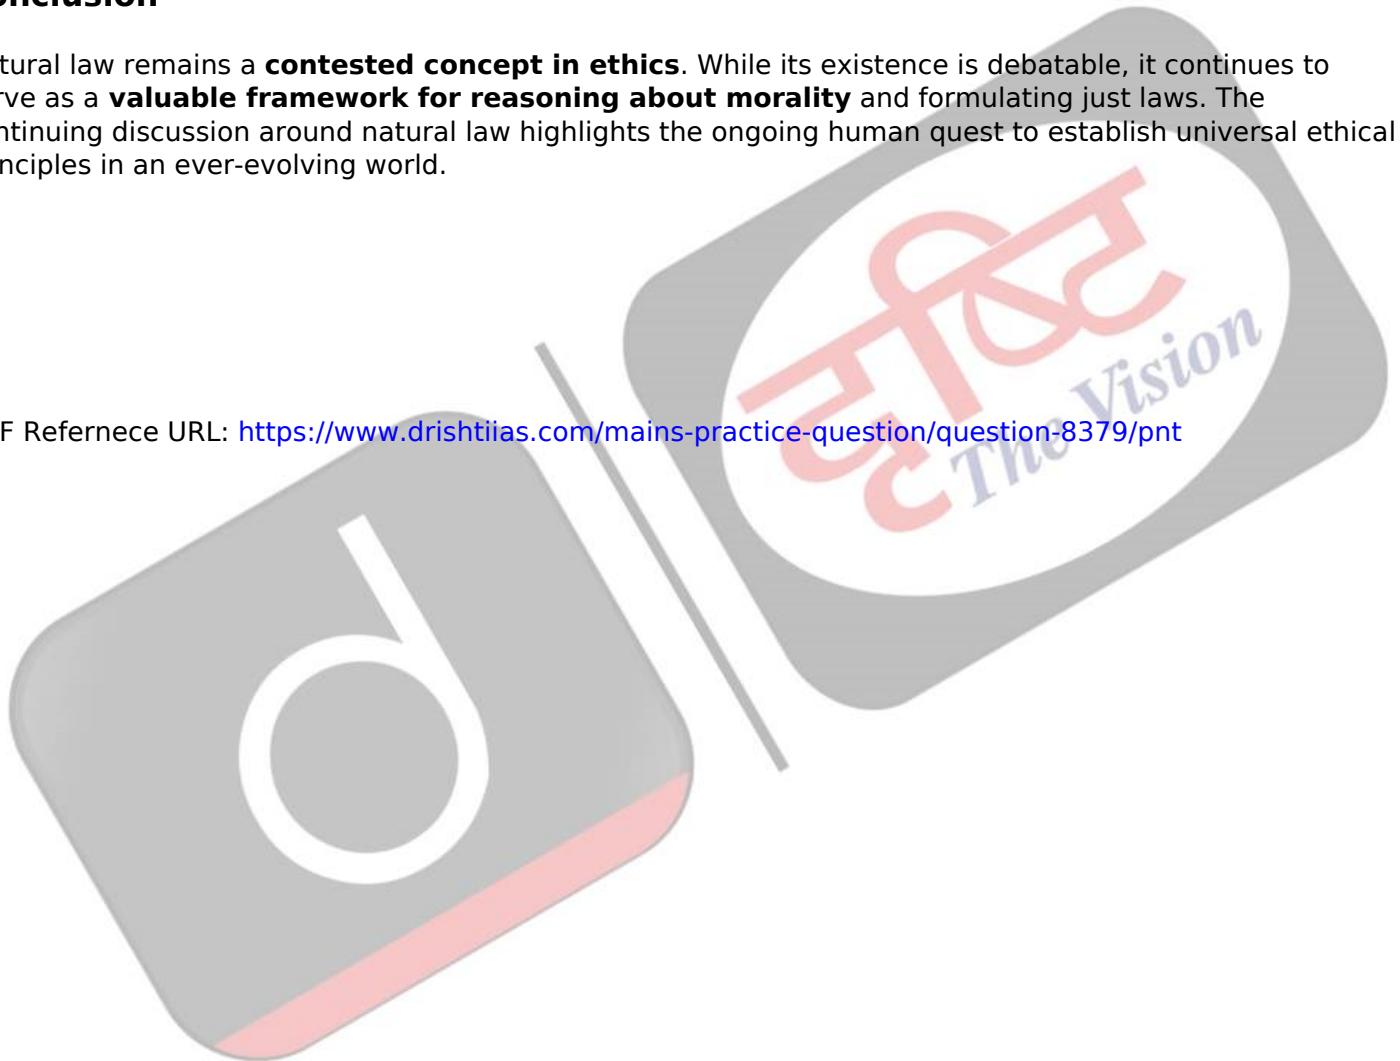 onclusion
tural law remains a contested concept in ethics. While its existence is debatable, it continues to
rve as a valuable framework for reasoning about morality and formulating just laws. The
ntinuing discussion around natural law highlights the ongoing human quest to establish universal ethical
nciples in an ever-evolving world.
दृष्टि
The Vision
F Refernece URL: https://www.drishtiias.com/mains-practice-question/question-8379/pnt
d